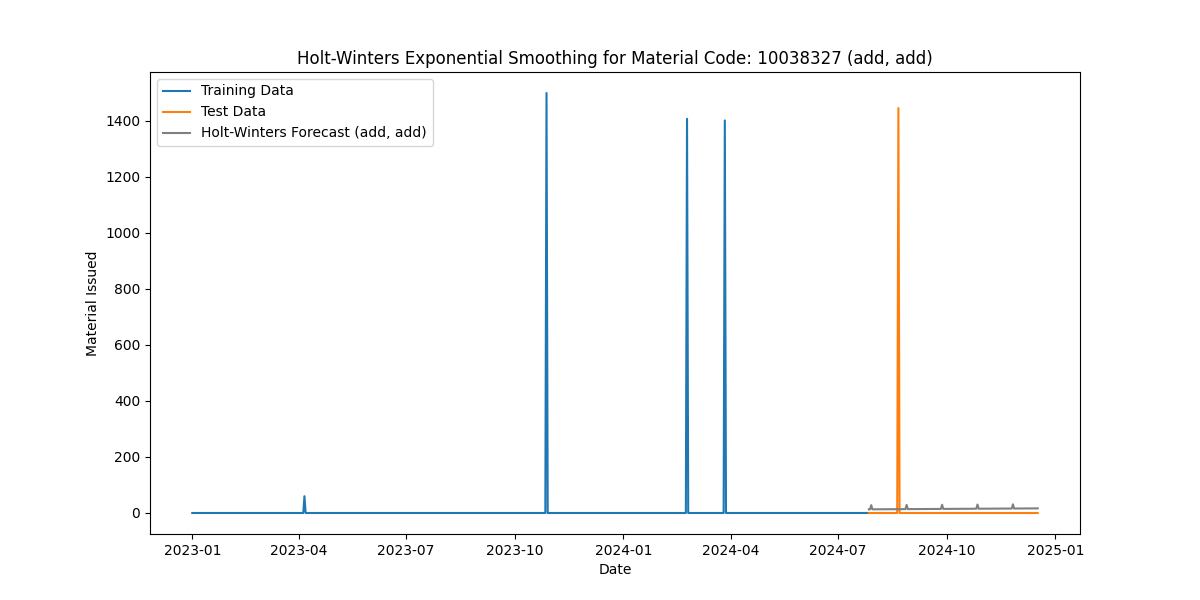 Holt-Winters Exponential Smoothing for Material Code: 10038327 (add, add)
Training Data
Test Data
Holt-Winters Forecast (add, add)
Material Issued
1400
1200
1000
800
600
400
200
0
2023-01 2023-04 2023-07 2023-10 2024-01 2024-04 2024-07 2024-10 2025-01
Date